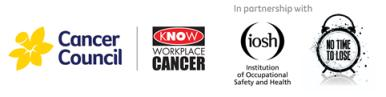 In partnership with
Cancer
Council
KNOW
WORKPLACE
CANCER
iosh
Institution
of Occupational
Safety and Health
NO TIME
TO LOSE